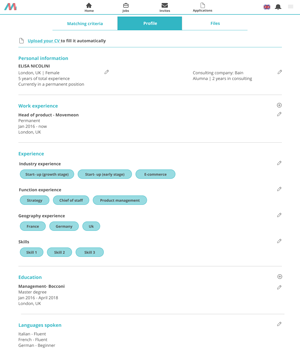 Home
Jobs
Invites
Applications
Matching criteria
Profile
Files
Upload your CV to fill it automatically
Personal information
ELISA NICOLINI
London, UK | Female
5 years of total experience
Currently in a permanent position
Consulting company: Bain
Alumna | 2 years in consulting
Work experience
Head of product - Movemeon
Permanent
Jan 2016 - now
London, UK
Experience
Industry experience
Start- up (growth stage)
Start- up (early stage)
E-commerce
Function experience
Strategy
Chief of staff
Product management
Geography experience
France
Germany
Uk
Skills
Skill 1
Skill 2
Skill 3
Education
Management- Bocconi
Master degree
Jan 2016 - April 2018
London, UK
Languages spoken
Italian - Fluent
French - Fluent
German - Beginner